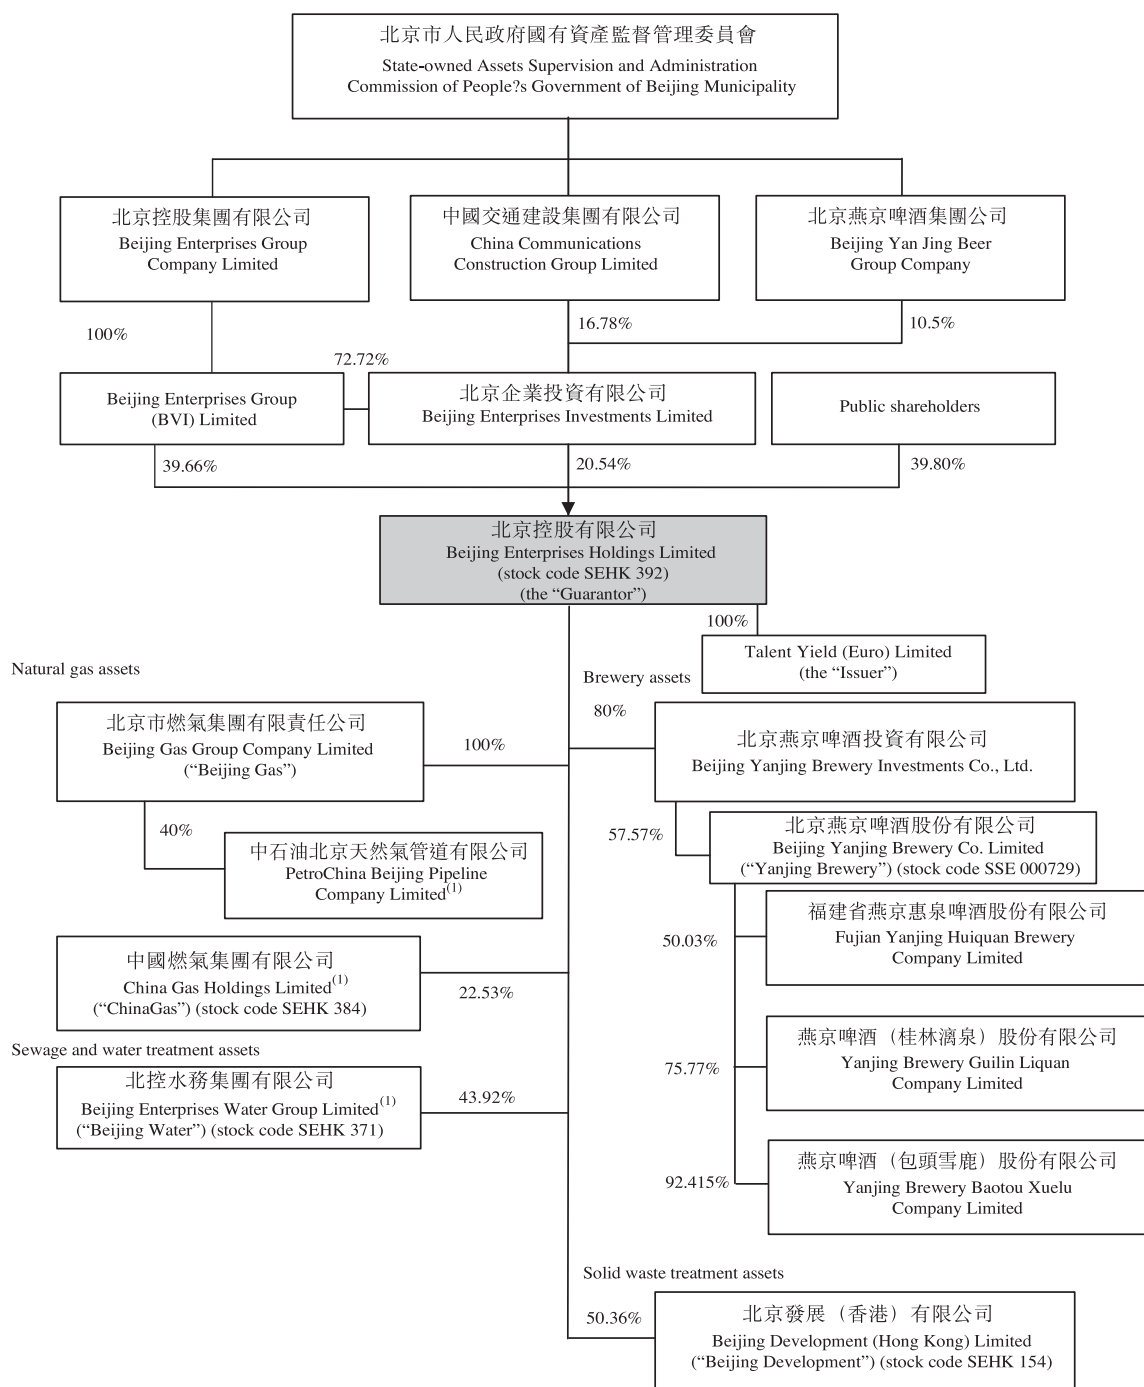 北京市人民政府國有資產監督管理委員會
State-owned Assets Supervision and Administration
Commission of People?s Government of Beijing Municipality
北京控股集團有限公司
Beijing Enterprises Group
Company Limited
中國交通建設集團有限公司
China Communications
Construction Group Limited
北京燕京啤酒集團公司
Beijing Yan Jing Beer
Group Company
100%
16.78%
10.5%
72.72%
Beijing Enterprises Group
(BVI) Limited
北京企業投資有限公司
Beijing Enterprises Investments Limited
Public shareholders
39.66%
20.54%
39.80%
北京控股有限公司
Beijing Enterprises Holdings Limited
(stock code SEHK 392)
(the “Guarantor”)
100%
Talent Yield (Euro) Limited
(the “Issuer”)
Natural gas assets
北京市燃氣集團有限責任公司
Beijing Gas Group Company Limited
(“Beijing Gas”)
100%
40%
中石油北京天然氣管道有限公司
PetroChina Beijing Pipeline
Company Limited(1)
中國燃氣集團有限公司
China Gas Holdings Limited(1)
(“ChinaGas”) (stock code SEHK 384)
22.53%
Sewage and water treatment assets
北控水務集團有限公司
Beijing Enterprises Water Group Limited(1)
(“Beijing Water”) (stock code SEHK 371)
43.92%
Brewery assets
80%
北京燕京啤酒投資有限公司
Beijing Yanjing Brewery Investments Co., Ltd.
57.57%
北京燕京啤酒股份有限公司
Beijing Yanjing Brewery Co. Limited
(“Yanjing Brewery”) (stock code SSE 000729)
50.03%
福建省燕京惠泉啤酒股份有限公司
Fujian Yanjing Huiquan Brewery
Company Limited
75.77%
燕京啤酒（桂林漓泉）股份有限公司
Yanjing Brewery Guilin Liquan
Company Limited
92.415%
燕京啤酒（包頭雪鹿）股份有限公司
Yanjing Brewery Baotou Xuelu
Company Limited
Solid waste treatment assets
50.36%
北京發展（香港）有限公司
Beijing Development (Hong Kong) Limited
(“Beijing Development”) (stock code SEHK 154)